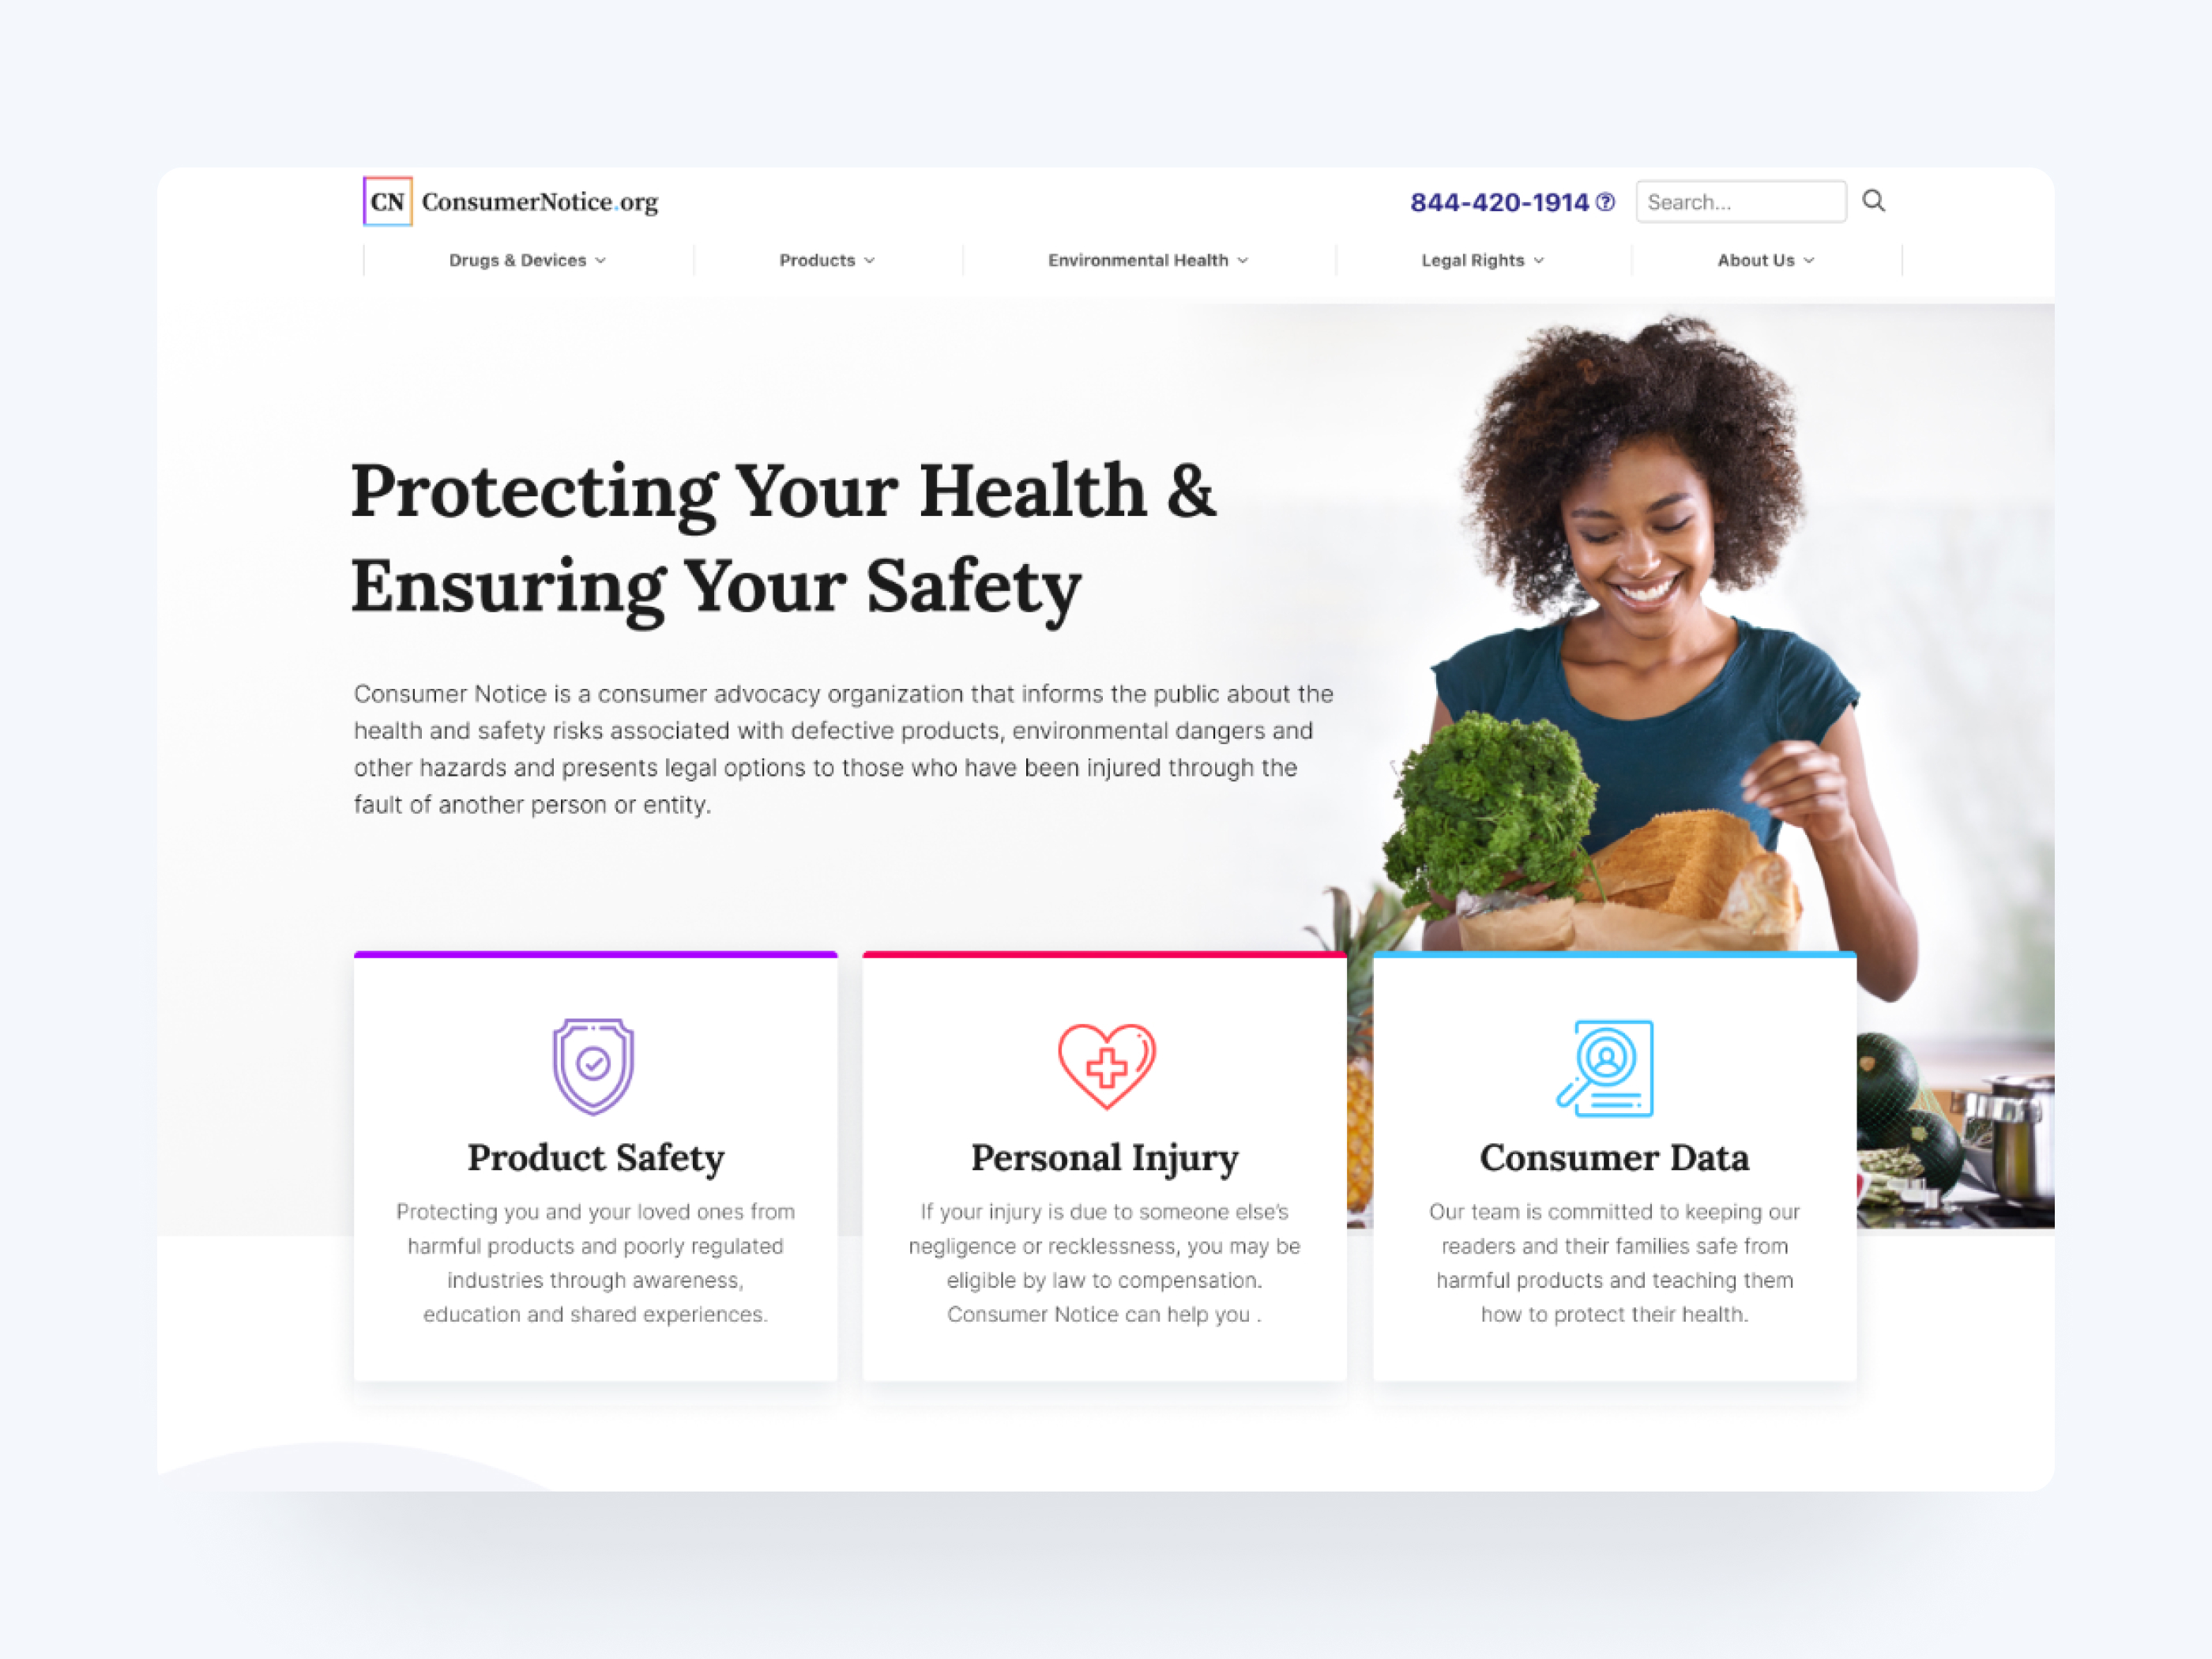 CN ConsumerNotice.org
844-420-1914
Search...
Drugs & Devices
Products
Environmental Health
Legal Rights
About Us
Protecting Your Health &
Ensuring Your Safety
Consumer Notice is a consumer advocacy organization that informs the public about the
health and safety risks associated with defective products, environmental dangers and
other hazards and presents legal options to those who have been injured through the
fault of another person or entity.
Product Safety
Protecting you and your loved ones from
harmful products and poorly regulated
industries through awareness,
education and shared experiences.
Personal Injury
If your injury is due to someone else’s
negligence or recklessness, you may be
eligible by law to compensation.
Consumer Notice can help you .
Consumer Data
Our team is committed to keeping our
readers and their families safe from
harmful products and teaching them
how to protect their health.